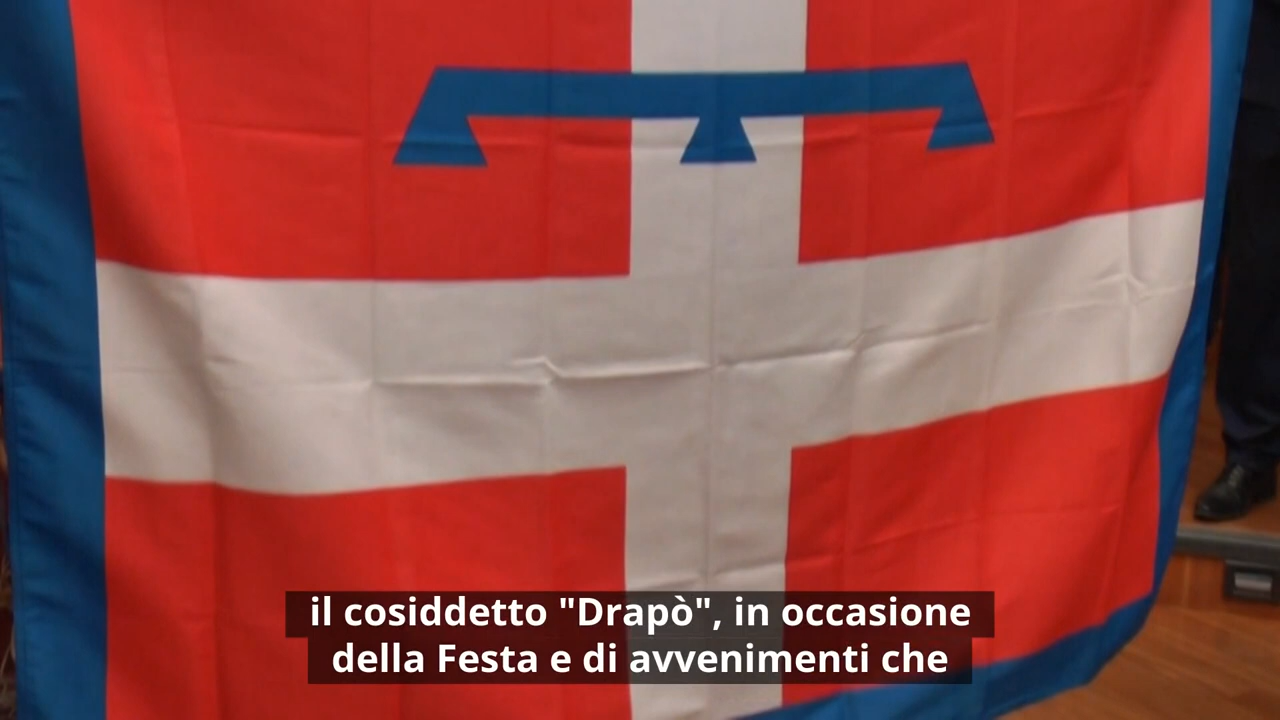 il cosiddetto "Drapò", in occasione
della Festa e di avvenimenti che